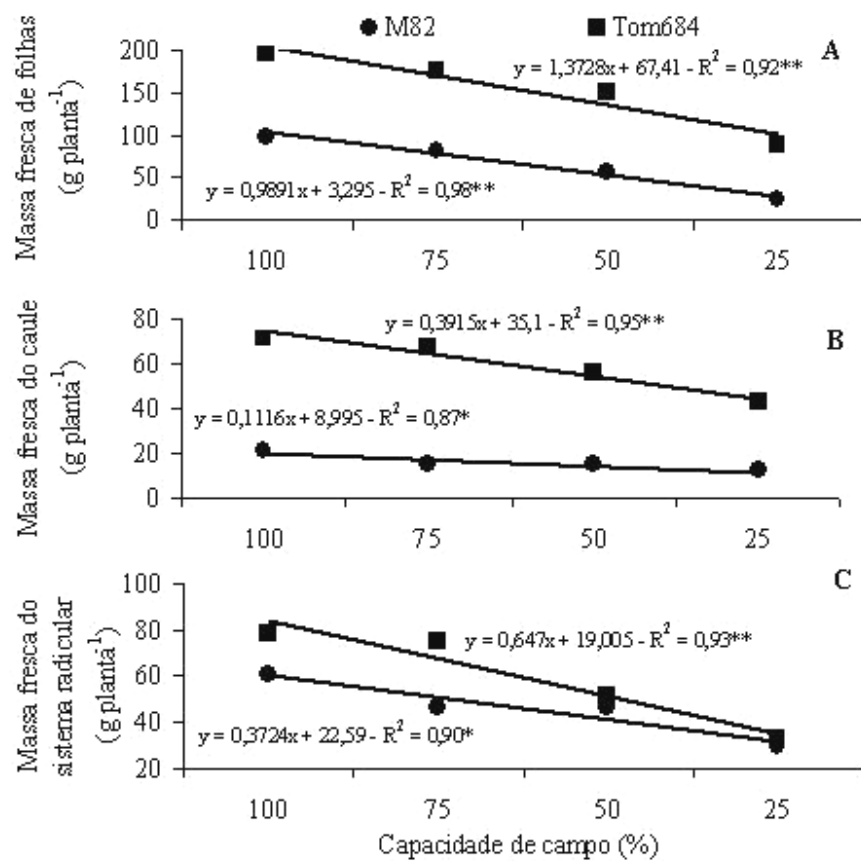 M82 Tom684
A
Massa fresca de folhas
(g planta⁻¹)
200
150
100
50
0
y = 1,3728x + 67,41 - R² = 0,92**
y = 0,9891x + 3,295 - R² = 0,98**
100 75 50 25
B
Massa fresca do caule
(g planta⁻¹)
80
60
40
20
0
y = 0,3915x + 35,1 - R² = 0,95**
y = 0,1116x + 8,995 - R² = 0,87*
100 75 50 25
C
Massa fresca do
sistema radicular
(g planta⁻¹)
100
80
60
40
20
y = 0,647x + 19,005 - R² = 0,93**
y = 0,3724x + 22,59 - R² = 0,90*
100 75 50 25
Capacidade de campo (%)